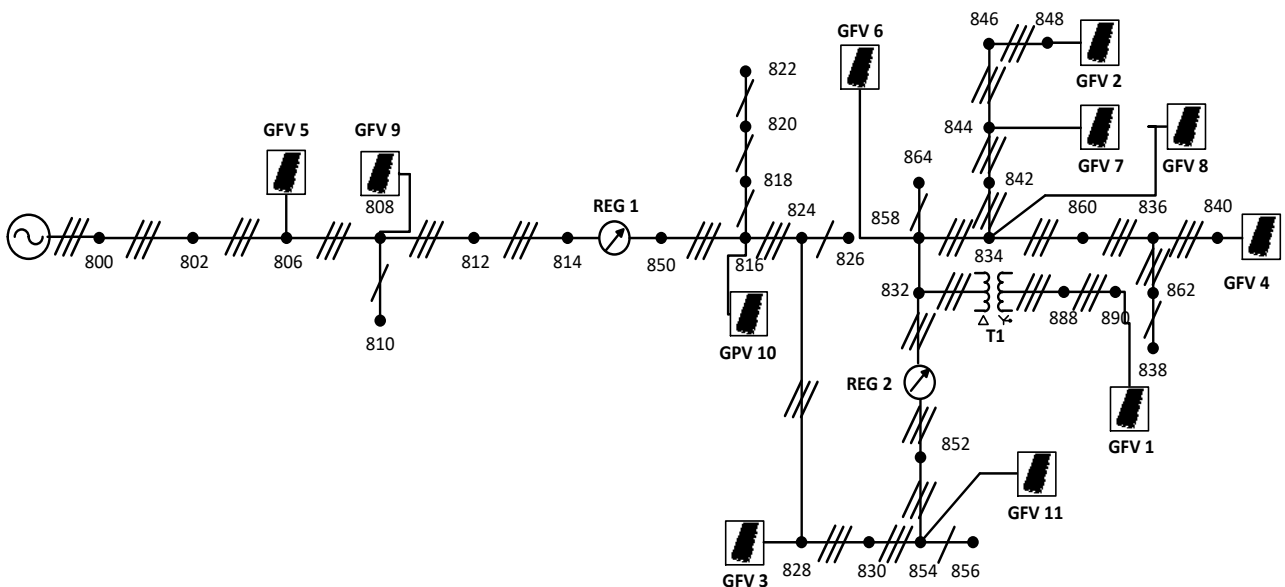 846
848
GFV 6
GFV 2
822
GFV 5
GFV 9
820
844
GFV 7
GFV 8
864
818
842
808
REG 1
824
858
860
836
840
800
802
806
812
814
850
816
826
834
GFV 4
832
862
888
890
810
GPV 10
T1
838
REG 2
GFV 1
852
GFV 11
GFV 3
828
830
854
856